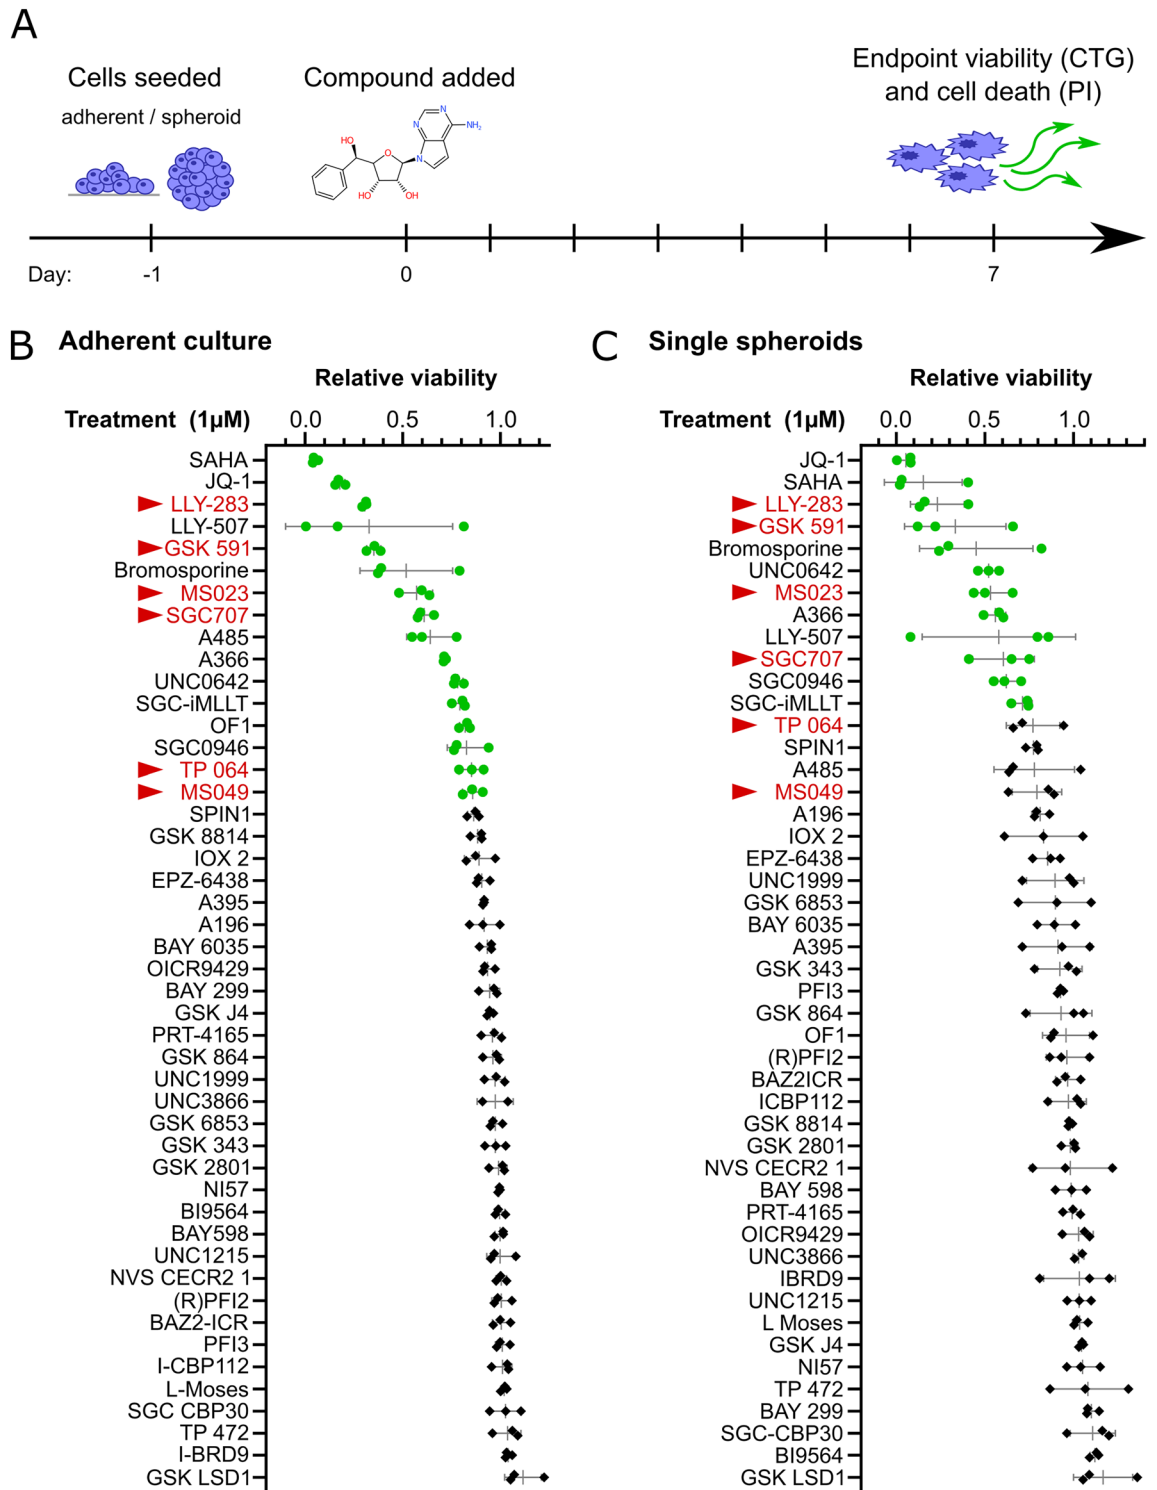 A
Cells seeded
adherent / spheroid
Compound added
Endpoint viability (CTG)
and cell death (PI)
HO
O
N
N
N
NH2
HO
OH
Day:
-1
0
7
B
Adherent culture
Relative viability
Treatment (1µM)
0.0
0.5
1.0
SAHA
JQ-1
LLY-283
LLY-507
GSK 591
Bromosporine
MS023
SGC707
A485
A366
UNC0642
SGC-iMLLT
OF1
SGC0946
TP 064
MS049
SPIN1
GSK 8814
IOX 2
EPZ-6438
A395
A196
BAY 6035
OICR9429
BAY 299
GSK J4
PRT-4165
GSK 864
UNC1999
UNC3866
GSK 6853
GSK 343
GSK 2801
NI57
BI9564
BAY598
UNC1215
NVS CECR2 1
(R)PFI2
BAZ2-ICR
PFI3
I-CBP112
L-Moses
SGC CBP30
TP 472
I-BRD9
GSK LSD1
C
Single spheroids
Relative viability
Treatment (1µM)
0.0
0.5
1.0
JQ-1
SAHA
LLY-283
GSK 591
Bromosporine
UNC0642
MS023
A366
LLY-507
SGC707
SGC0946
SGC-iMLLT
TP 064
SPIN1
A485
MS049
A196
IOX 2
EPZ-6438
UNC1999
GSK 6853
BAY 6035
A395
GSK 343
PFI3
GSK 864
OF1
(R)PFI2
BAZ2ICR
ICBP112
GSK 8814
GSK 2801
NVS CECR2 1
BAY 598
PRT-4165
OICR9429
UNC3866
IBRD9
UNC1215
L Moses
GSK J4
NI57
TP 472
BAY 299
SGC-CBP30
BI9564
GSK LSD1